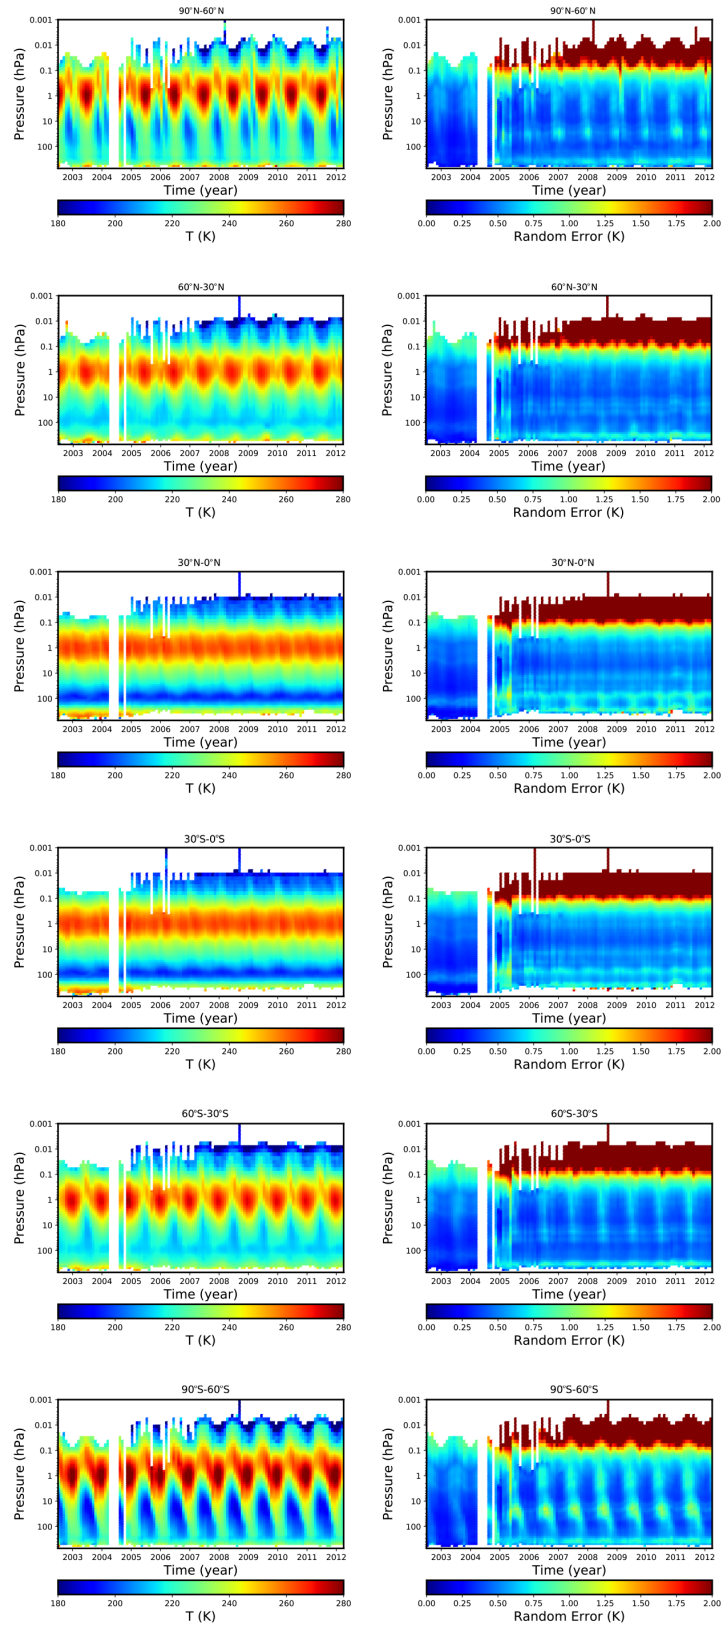 90°N-60°N
0.001
0.01
0.1
1
10
100
Pressure (hPa)
2003 2004 2005 2006 2007 2008 2009 2010 2011 2012
Time (year)
180 200 220 240 260 280
T (K)
90°N-60°N
0.001
0.01
0.1
1
10
100
Pressure (hPa)
2003 2004 2005 2006 2007 2008 2009 2010 2011 2012
Time (year)
0.00 0.25 0.50 0.75 1.00 1.25 1.50 1.75 2.00
Random Error (K)
60°N-30°N
0.001
0.01
0.1
1
10
100
Pressure (hPa)
2003 2004 2005 2006 2007 2008 2009 2010 2011 2012
Time (year)
180 200 220 240 260 280
T (K)
60°N-30°N
0.001
0.01
0.1
1
10
100
Pressure (hPa)
2003 2004 2005 2006 2007 2008 2009 2010 2011 2012
Time (year)
0.00 0.25 0.50 0.75 1.00 1.25 1.50 1.75 2.00
Random Error (K)
30°N-0°N
0.001
0.01
0.1
1
10
100
Pressure (hPa)
2003 2004 2005 2006 2007 2008 2009 2010 2011 2012
Time (year)
180 200 220 240 260 280
T (K)
30°N-0°N
0.001
0.01
0.1
1
10
100
Pressure (hPa)
2003 2004 2005 2006 2007 2008 2009 2010 2011 2012
Time (year)
0.00 0.25 0.50 0.75 1.00 1.25 1.50 1.75 2.00
Random Error (K)
30°S-0°S
0.001
0.01
0.1
1
10
100
Pressure (hPa)
2003 2004 2005 2006 2007 2008 2009 2010 2011 2012
Time (year)
180 200 220 240 260 280
T (K)
30°S-0°S
0.001
0.01
0.1
1
10
100
Pressure (hPa)
2003 2004 2005 2006 2007 2008 2009 2010 2011 2012
Time (year)
0.00 0.25 0.50 0.75 1.00 1.25 1.50 1.75 2.00
Random Error (K)
60°S-30°S
0.001
0.01
0.1
1
10
100
Pressure (hPa)
2003 2004 2005 2006 2007 2008 2009 2010 2011 2012
Time (year)
180 200 220 240 260 280
T (K)
60°S-30°S
0.001
0.01
0.1
1
10
100
Pressure (hPa)
2003 2004 2005 2006 2007 2008 2009 2010 2011 2012
Time (year)
0.00 0.25 0.50 0.75 1.00 1.25 1.50 1.75 2.00
Random Error (K)
90°S-60°S
0.001
0.01
0.1
1
10
100
Pressure (hPa)
2003 2004 2005 2006 2007 2008 2009 2010 2011 2012
Time (year)
180 200 220 240 260 280
T (K)
90°S-60°S
0.001
0.01
0.1
1
10
100
Pressure (hPa)
2003 2004 2005 2006 2007 2008 2009 2010 2011 2012
Time (year)
0.00 0.25 0.50 0.75 1.00 1.25 1.50 1.75 2.00
Random Error (K)